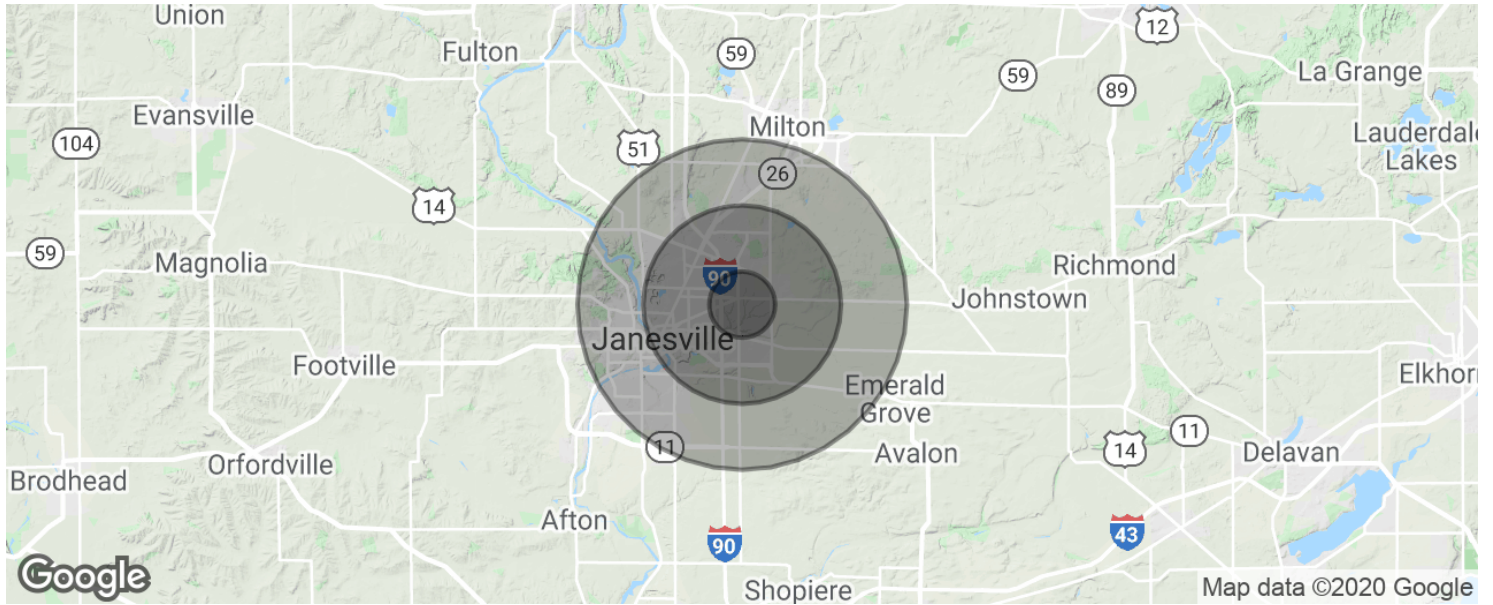 Union
12
Fulton
59
La Grange
59
89
Evansville
Milton
Lauderdale
Lakes
104
51
26
14
59
Magnolia
90
Richmond
Johnstown
Janesville
Footville
Elkhorn
Emerald
Grove
11
11
14
Avalon
Delavan
Orfordville
Brodhead
Afton
90
43
Shopiere
Google
Map data ©2020 Google